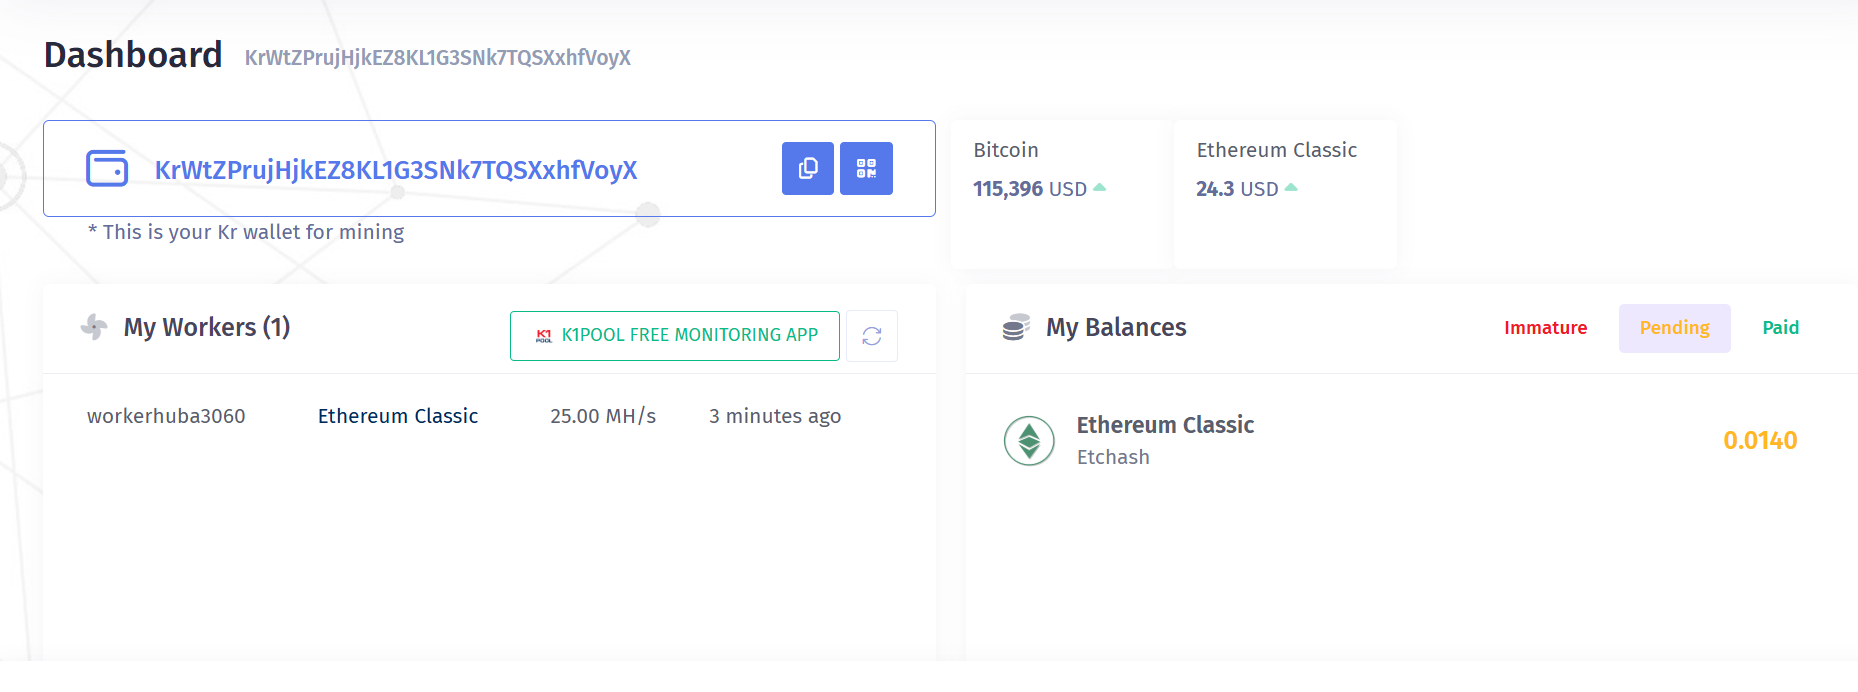 Dashboard KrWtZPrujHjkEZ8KL1G3SNk7TQSXxhfVoyX
KrWtZPrujHjkEZ8KL1G3SNk7TQSXxhfVoyX
* This is your Kr wallet for mining
Bitcoin
115,396 USD
Ethereum Classic
24.3 USD
My Workers (1)
K1 POOL K1POOL FREE MONITORING APP
workerhuba3060 Ethereum Classic 25.00 MH/s 3 minutes ago
My Balances
Immature Pending Paid
Ethereum Classic
Etchash
0.0140